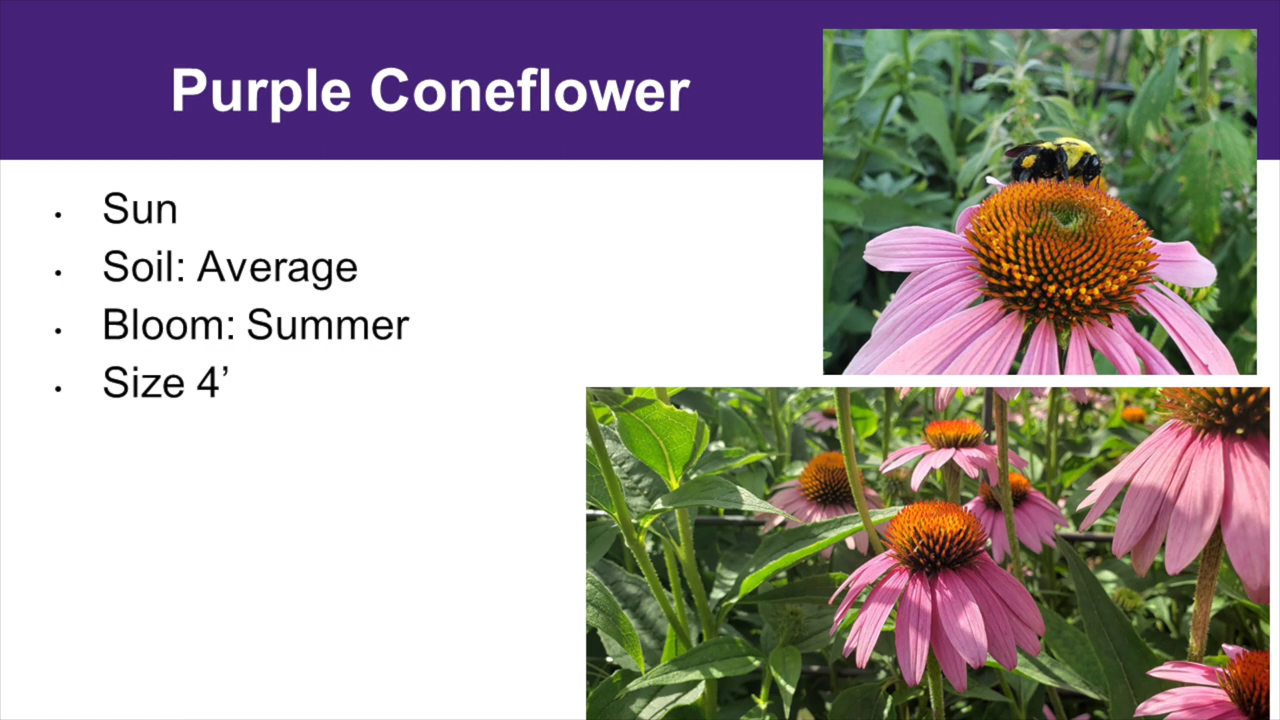 Purple Coneflower
• Sun
• Soil: Average
• Bloom: Summer
• Size 4’